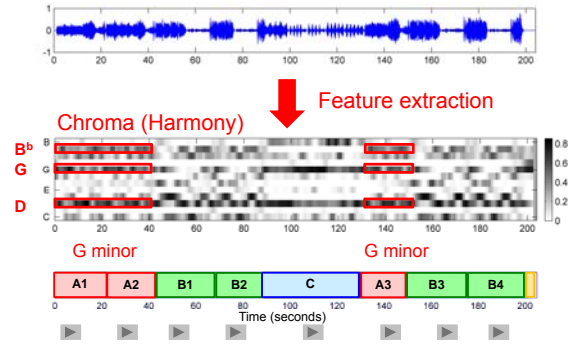 1
0
-1
0 20 40 60 80 100 120 140 160 180 200
Feature extraction
Chroma (Harmony)
Bb
G
D
B
G
E
C
0.8
0.6
0.4
0.2
0
0 20 40 60 80 100 120 140 160 180 200
G minor G minor
A1 A2 B1 B2 C A3 B3 B4
0 20 40 60 80 100 120 140 160 180 200
Time (seconds)